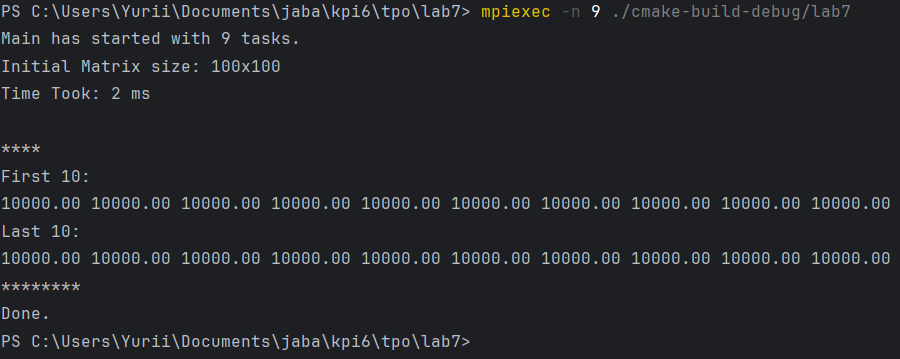 PS C:\Users\Yurii\Documents\jaba\kpi6\tpo\lab7> mpiexec -n 9 ./cmake-build-debug/lab7
Main has started with 9 tasks.
Initial Matrix size: 100x100
Time Took: 2 ms
****
First 10:
10000.00 10000.00 10000.00 10000.00 10000.00 10000.00 10000.00 10000.00 10000.00 10000.00
Last 10:
10000.00 10000.00 10000.00 10000.00 10000.00 10000.00 10000.00 10000.00 10000.00 10000.00
********
Done.
PS C:\Users\Yurii\Documents\jaba\kpi6\tpo\lab7>